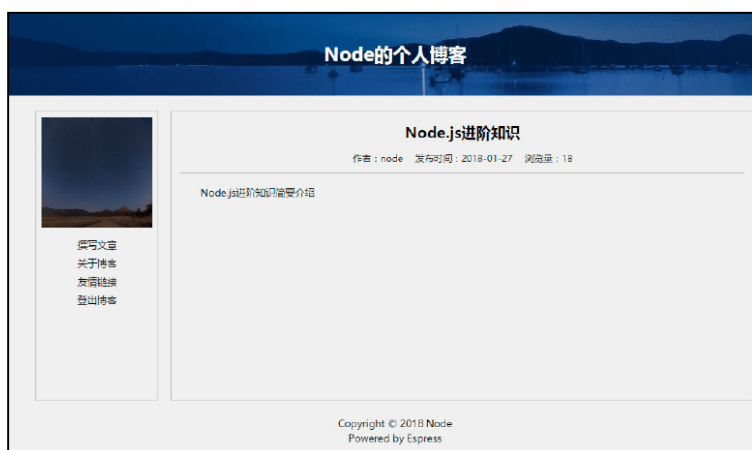 Node的个人博客
Node.js进阶知识
作者：node 发布时间：2018-01-27 浏览量：18
Node.js进阶知识简要介绍
撰写文章
关于博客
友情链接
登出博客
Copyright © 2018 Node
Powered by Espress